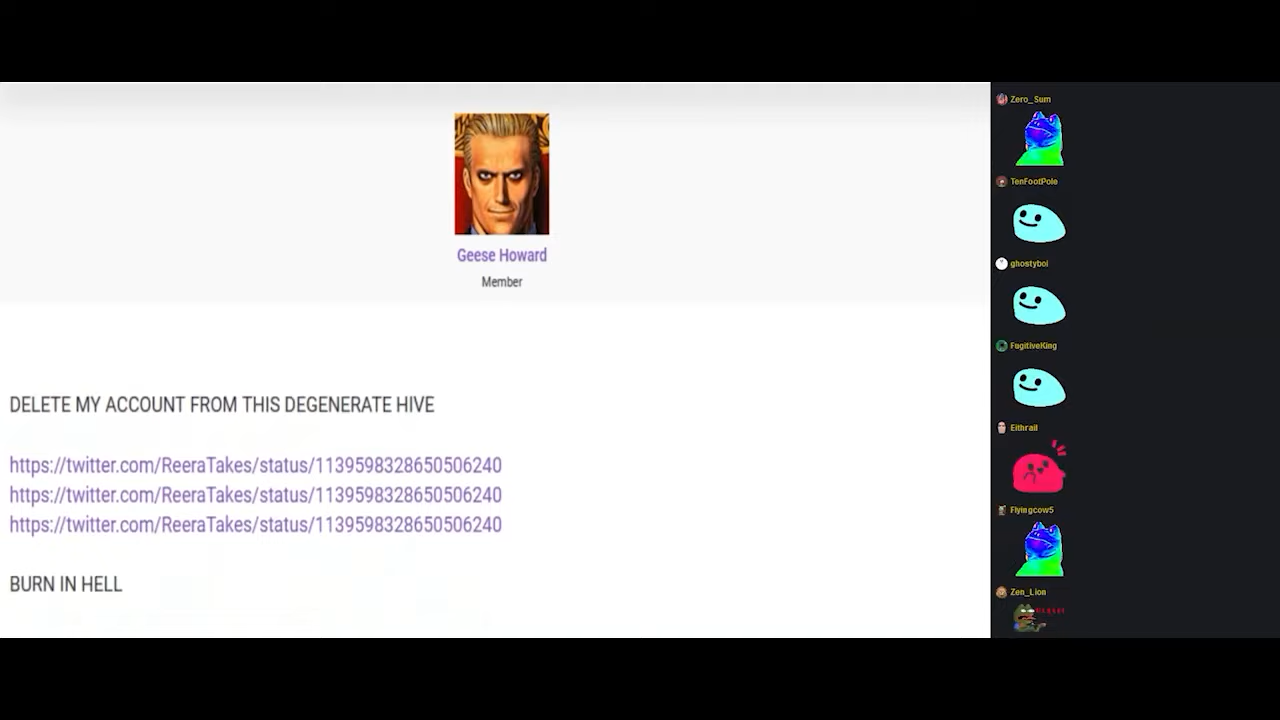 Geese Howard
Member
DELETE MY ACCOUNT FROM THIS DEGENERATE HIVE
https://twitter.com/ReeraTakes/status/1139598328650506240
https://twitter.com/ReeraTakes/status/1139598328650506240
https://twitter.com/ReeraTakes/status/1139598328650506240
BURN IN HELL
Zero_Sum
TenFootPole
ghostyboi
FugitiveKing
Eithrail
Flyingcow5
Zen_Lion